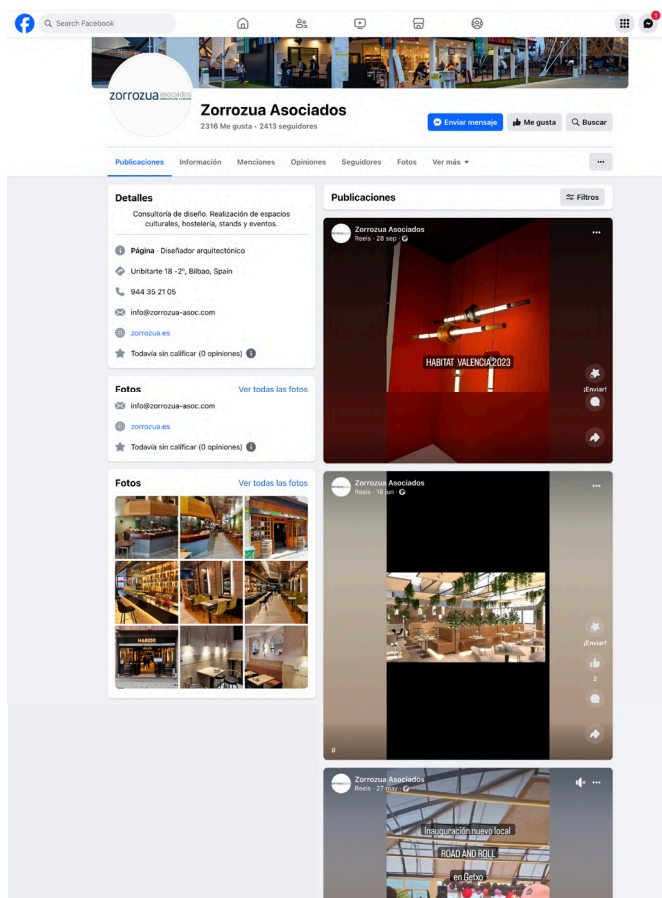 Search Facebook
1
zorrozua asociados
Zorrozua Asociados
2316 Me gusta • 2413 seguidores
Enviar mensaje
Me gusta
Buscar
Publicaciones
Información
Menciones
Opiniones
Seguidores
Fotos
Ver más
Detalles
Consultoría de diseño. Realización de espacios
culturales, hostelería, stands y eventos.
Página · Diseñador arquitectónico
Uribitarte 18 -2º, Bilbao, Spain
944 35 21 05
info@zorrozua-asoc.com
zorrozua.es
Todavía sin calificar (0 opiniones)
Fotos
Ver todas las fotos
info@zorrozua-asoc.com
zorrozua.es
Todavía sin calificar (0 opiniones)
Fotos
Ver todas las fotos
HARIBO
Publicaciones
Filtros
Zorrozua Asociados
Reels · 28 sep ·
HABITAT VALENCIA 2023
¡Enviar!
Zorrozua Asociados
Reels · 18 jun ·
¡Enviar!
2
#
Zorrozua Asociados
Reels · 27 may ·
Inauguración nuevo local
ROAD AND ROLL
en Getxo